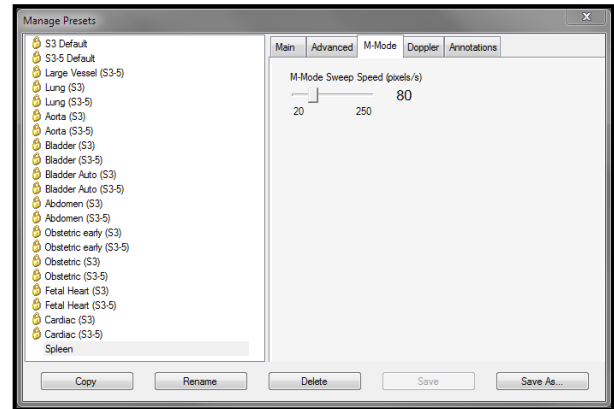 Manage Presets
X
S3 Default
S3-5 Default
Large Vessel (S3-5)
Lung (S3)
Lung (S3-5)
Aorta (S3)
Aorta (S3-5)
Bladder (S3)
Bladder (S3-5)
Bladder Auto (S3)
Bladder Auto (S3-5)
Abdomen (S3)
Abdomen (S3-5)
Obstetric early (S3)
Obstetric early (S3-5)
Obstetric (S3)
Obstetric (S3-5)
Fetal Heart (S3)
Fetal Heart (S3-5)
Cardiac (S3)
Cardiac (S3-5)
Spleen
Main Advanced M-Mode Doppler Annotations
M-Mode Sweep Speed (pixels/s)
80
20 250
Copy Rename Delete Save Save As...